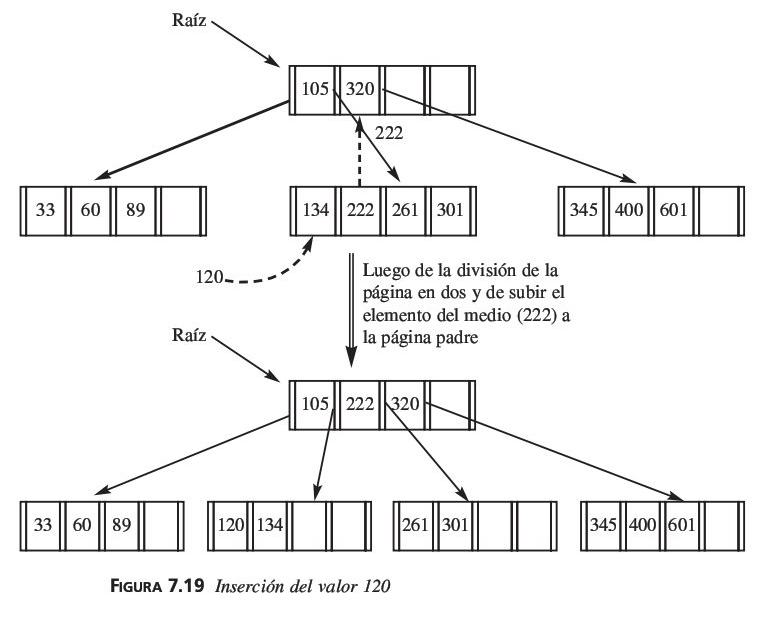 Raíz
105 320
222
33 60 89
134 222 261 301
345 400 601
120
Luego de la división de la
página en dos y de subir el
elemento del medio (222) a
la página padre
Raíz
105 222 320
33 60 89
120 134
261 301
345 400 601
FIGURA 7.19 Inserción del valor 120